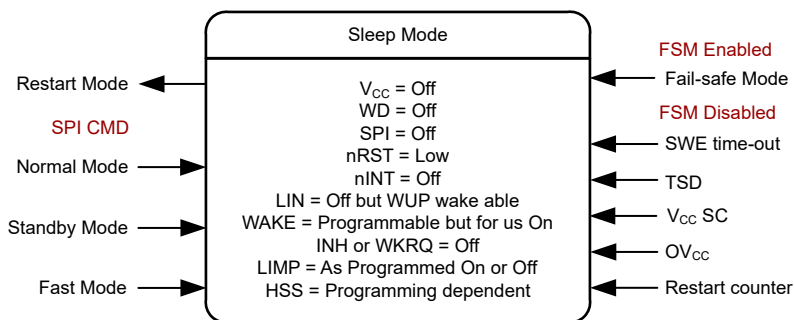 Sleep Mode
V_CC = Off
WD = Off
SPI = Off
nRST = Low
nINT = Off
LIN = Off but WUP wake able
WAKE = Programmable but for us On
INH or WKRQ = Off
LIMP = As Programmed On or Off
HSS = Programming dependent
Restart Mode
SPI CMD
Normal Mode
Standby Mode
Fast Mode
FSM Enabled
Fail-safe Mode
FSM Disabled
SWE time-out
TSD
V_CC SC
OV_CC
Restart counter